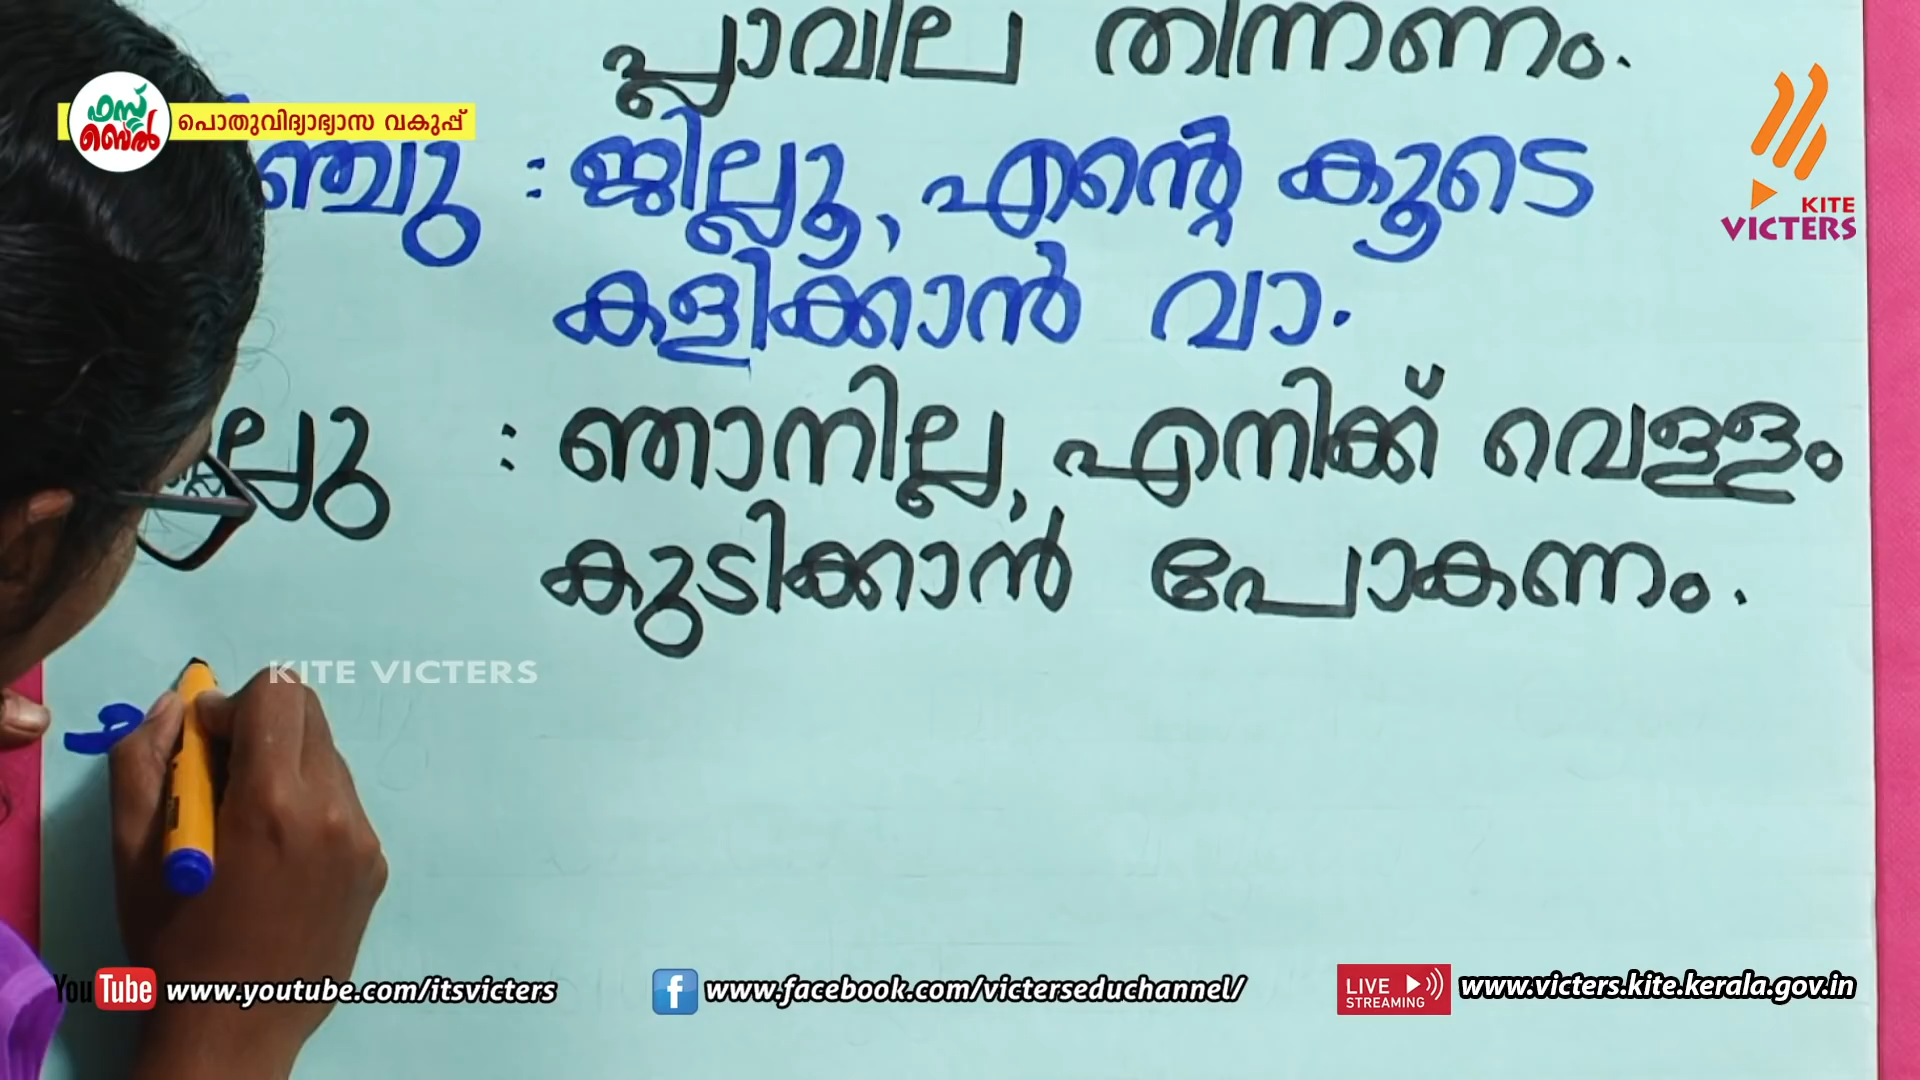 പ്ലാവില തിന്നണം.
ഫസ്റ്റ് ബെൽ
പൊതുവിദ്യാഭ്യാസ വകുപ്പ്
: ജില്ലൂ, എന്റെ കൂടെ
കളിക്കാൻ വാ.
: ഞാനില്ല, എനിക്ക് വെള്ളം
കുടിക്കാൻ പോകണം.
KITE
VICTERS
KITE VICTERS
YouTube www.youtube.com/itsvicters
f www.facebook.com/victerseduchannel/
LIVE STREAMING www.victers.kite.kerala.gov.in